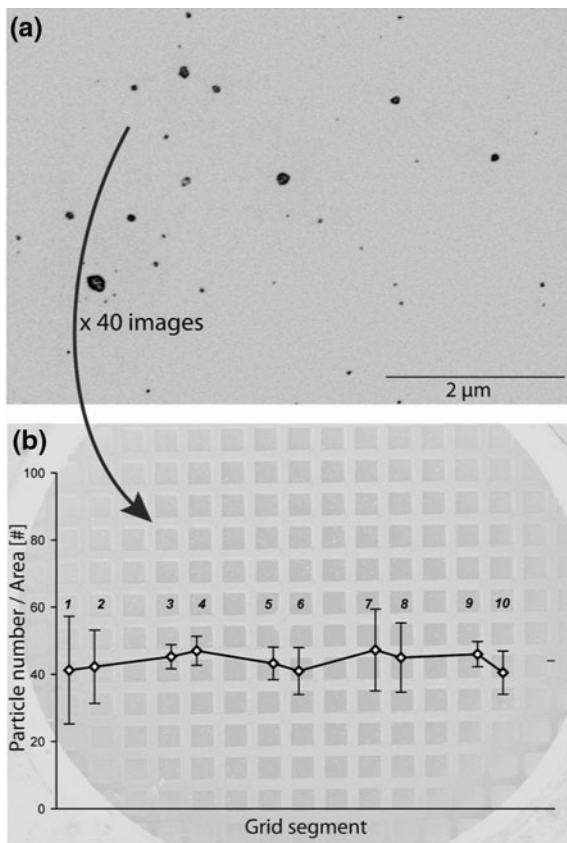 (a)
x 40 images
2 µm
(b)
100
80
60
40
20
0
Particle number / Area [#]
1 2 3 4 5 6 7 8 9 10
Grid segment